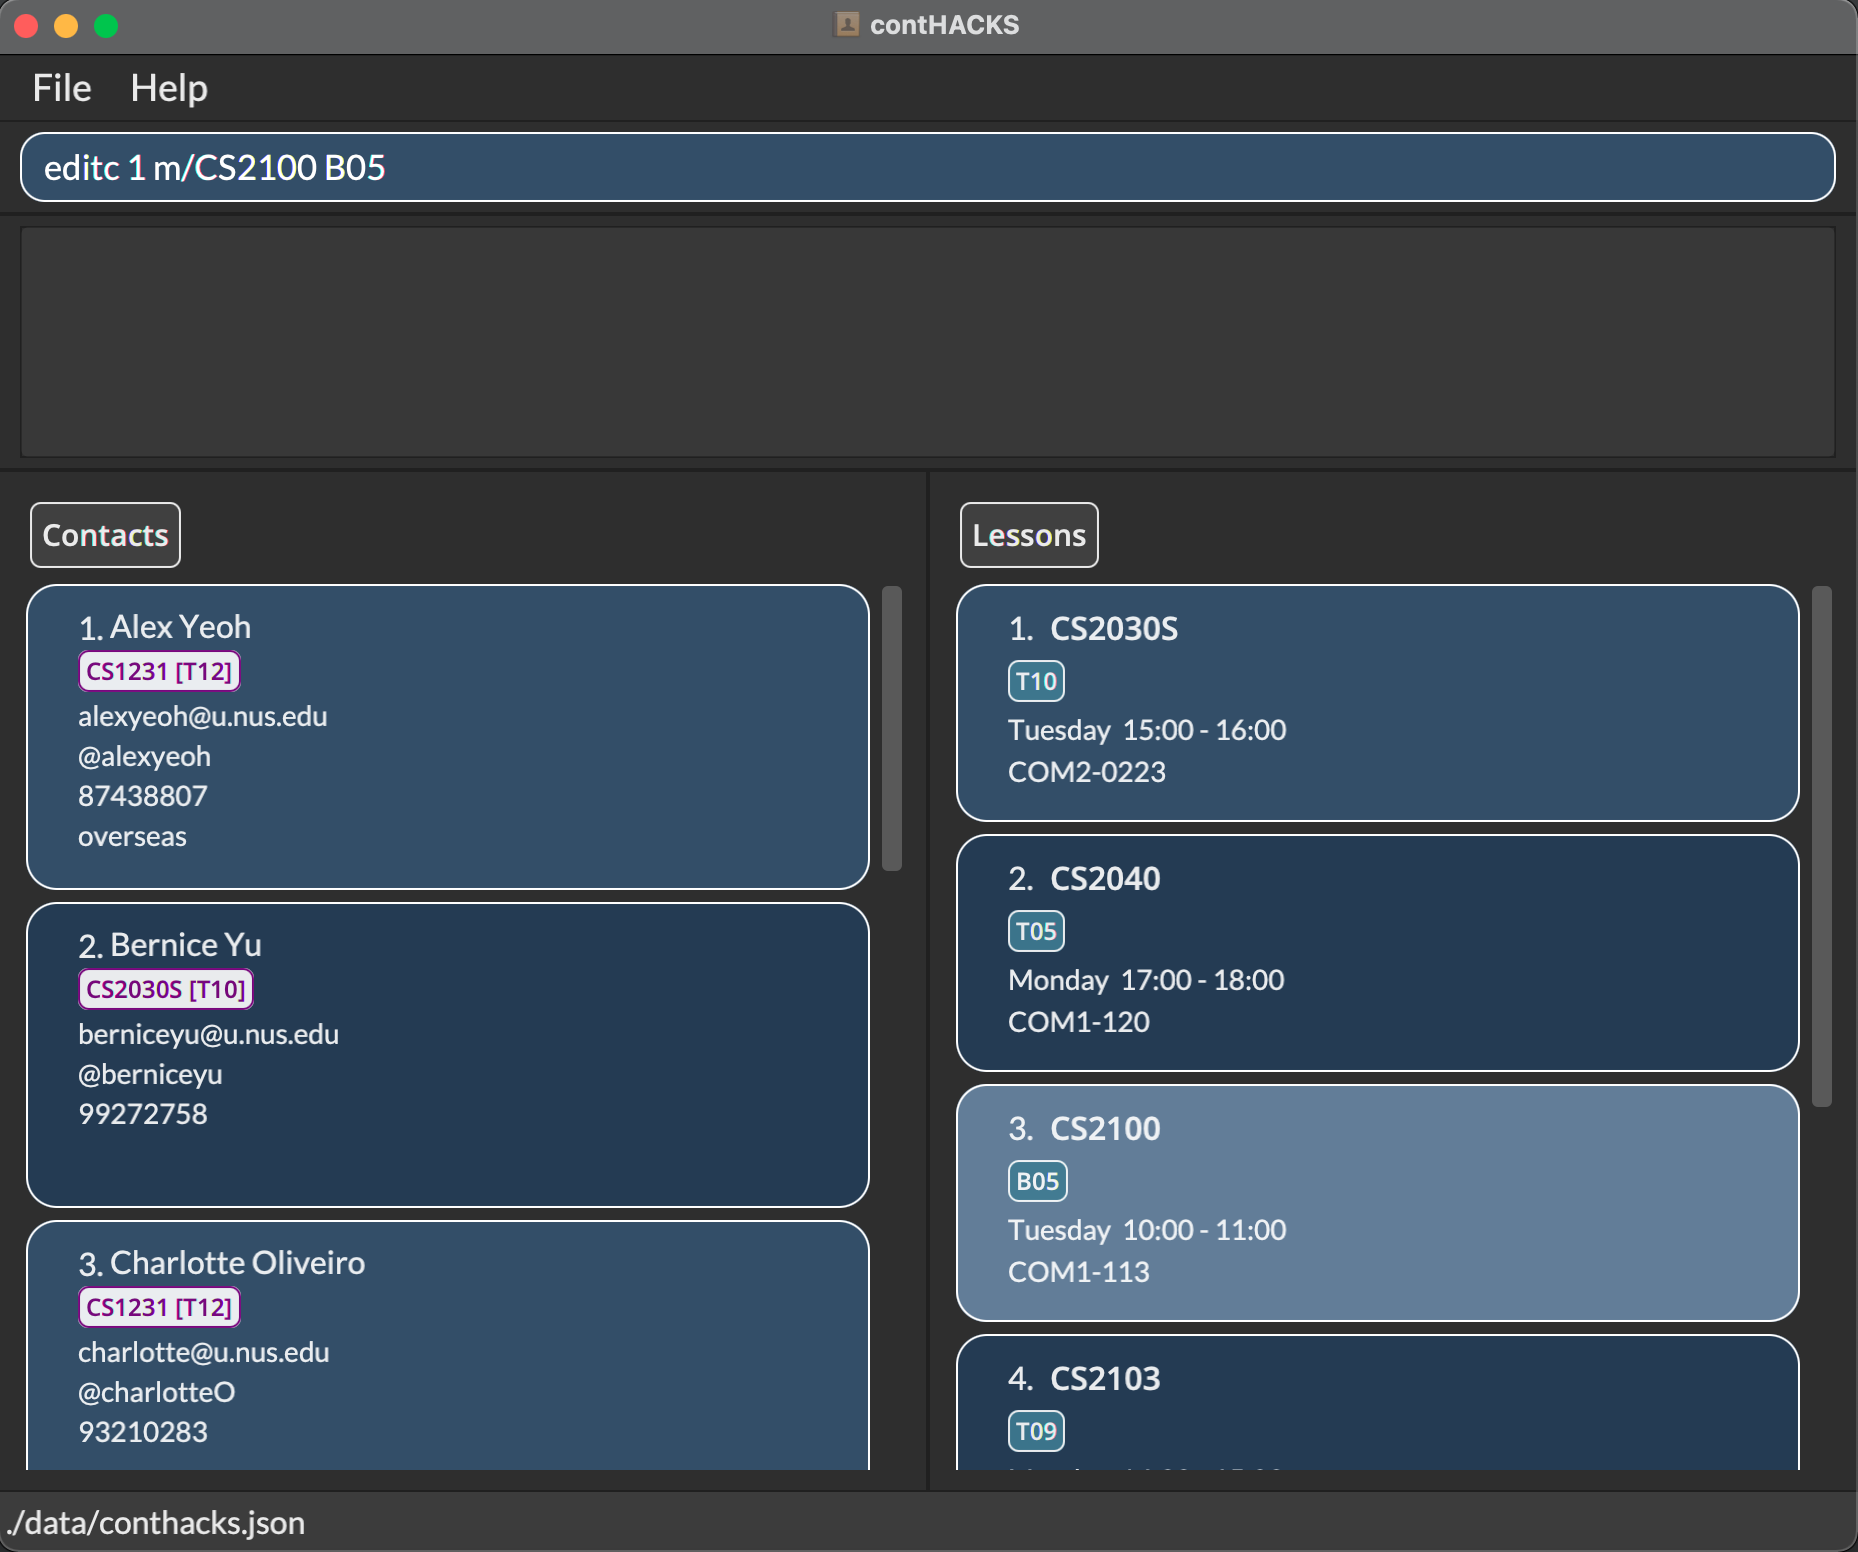 contHACKS
File Help
editc 1 m/CS2100 B05
Contacts
1. Alex Yeoh
CS1231 [T12]
alexyeoh@u.nus.edu
@alexyeoh
87438807
overseas
2. Bernice Yu
CS2030S [T10]
berniceyu@u.nus.edu
@berniceyu
99272758
3. Charlotte Oliveiro
CS1231 [T12]
charlotte@u.nus.edu
@charlotteO
93210283
Lessons
1. CS2030S
T10
Tuesday 15:00 - 16:00
COM2-0223
2. CS2040
T05
Monday 17:00 - 18:00
COM1-120
3. CS2100
B05
Tuesday 10:00 - 11:00
COM1-113
4. CS2103
T09
./data/conthacks.json